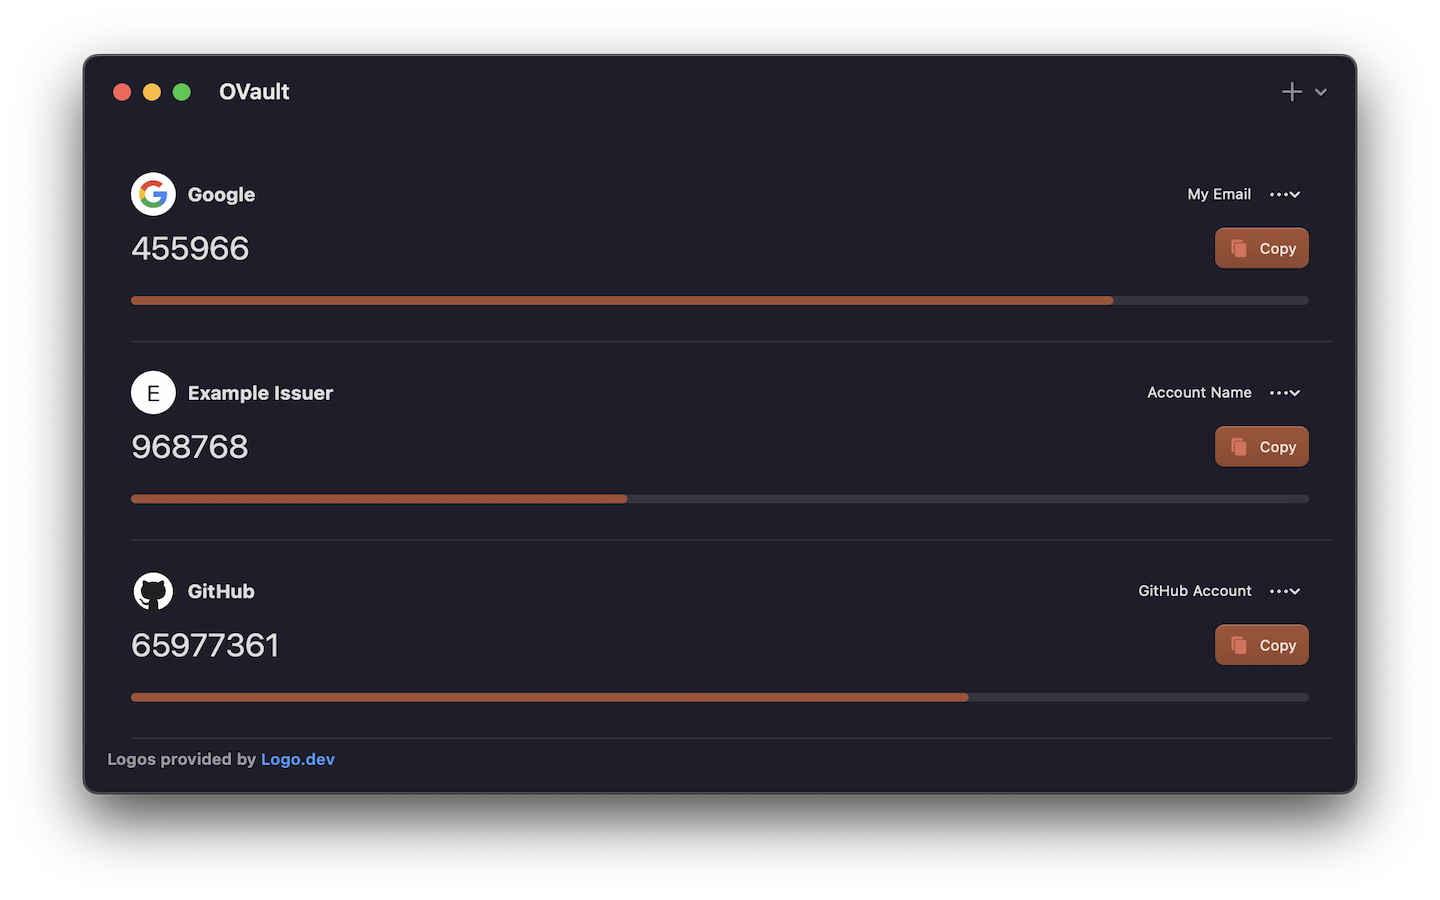 OVault
Google
My Email
455966
Copy
E
Example Issuer
Account Name
968768
Copy
GitHub
GitHub Account
65977361
Copy
Logos provided by Logo.dev